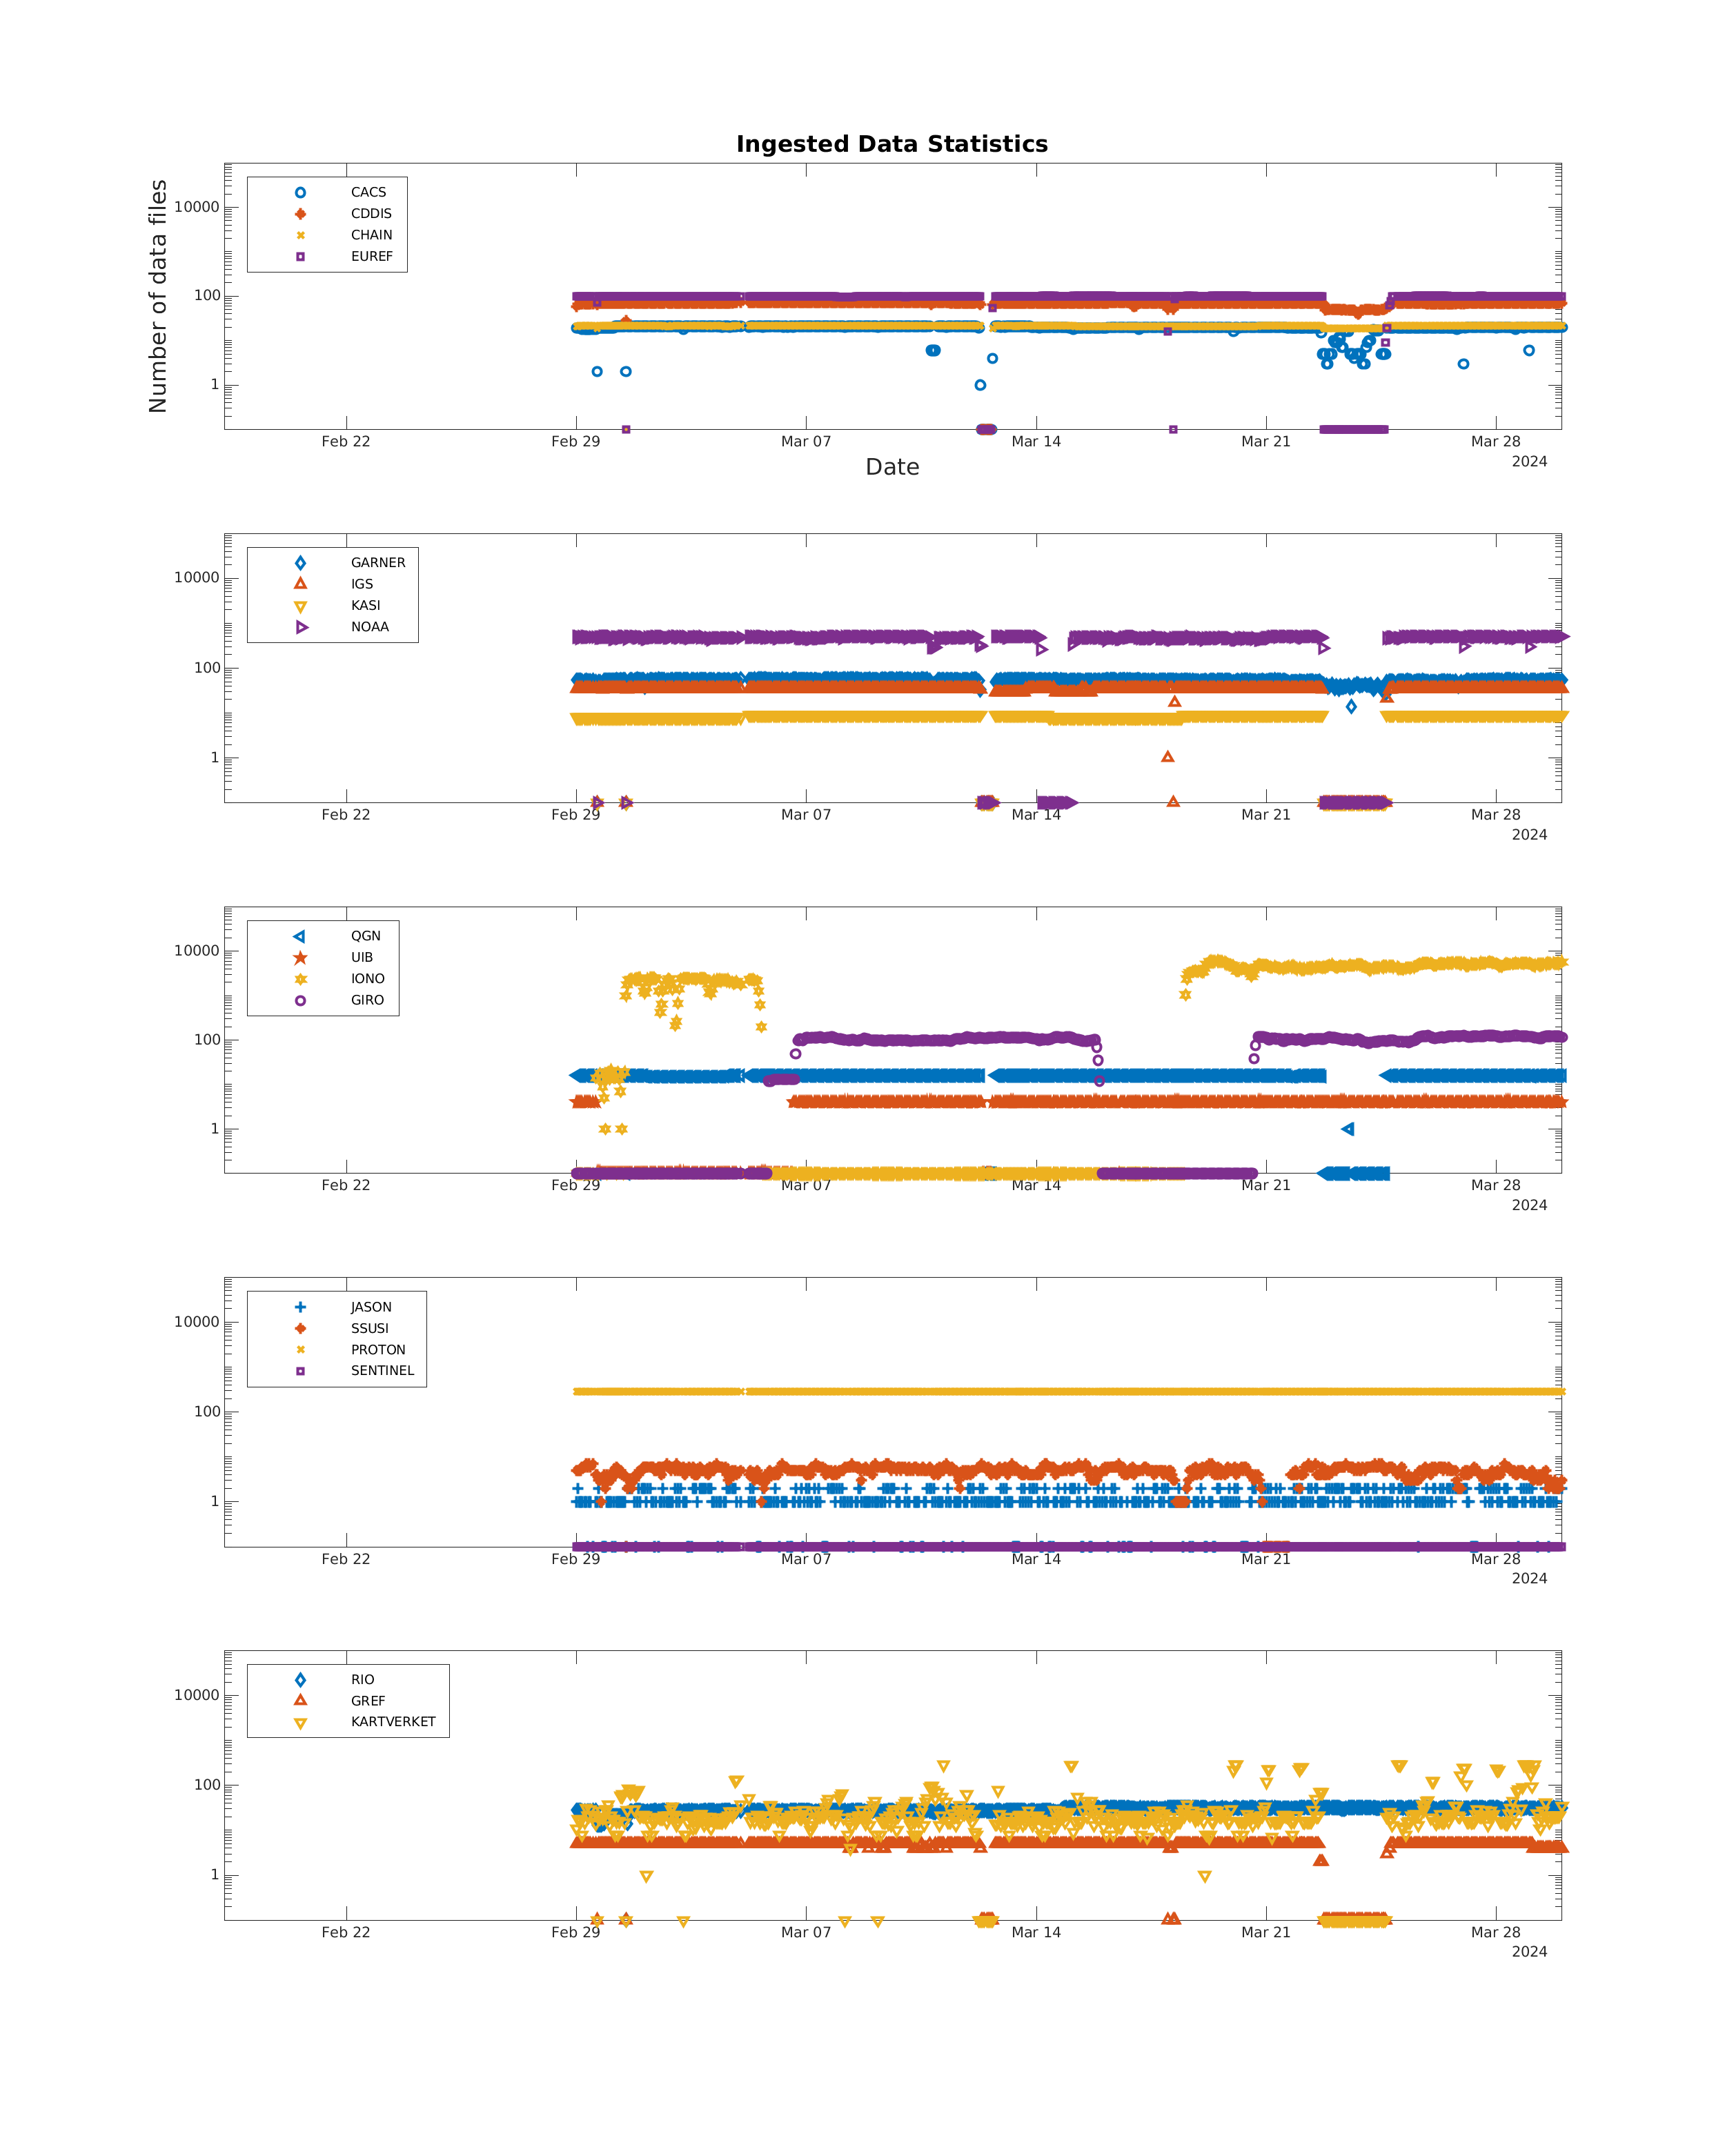 Ingested Data Statistics
Number of data files
10000
100
1
CACS
CDDIS
CHAIN
EUREF
Feb 22 Feb 29 Mar 07 Mar 14 Mar 21 Mar 28
2024
Date
10000
100
1
GARNER
IGS
KASI
NOAA
Feb 22 Feb 29 Mar 07 Mar 14 Mar 21 Mar 28
2024
10000
100
1
QGN
UIB
IONO
GIRO
Feb 22 Feb 29 Mar 07 Mar 14 Mar 21 Mar 28
2024
10000
100
1
JASON
SSUSI
PROTON
SENTINEL
Feb 22 Feb 29 Mar 07 Mar 14 Mar 21 Mar 28
2024
10000
100
1
RIO
GREF
KARTVERKET
Feb 22 Feb 29 Mar 07 Mar 14 Mar 21 Mar 28
2024